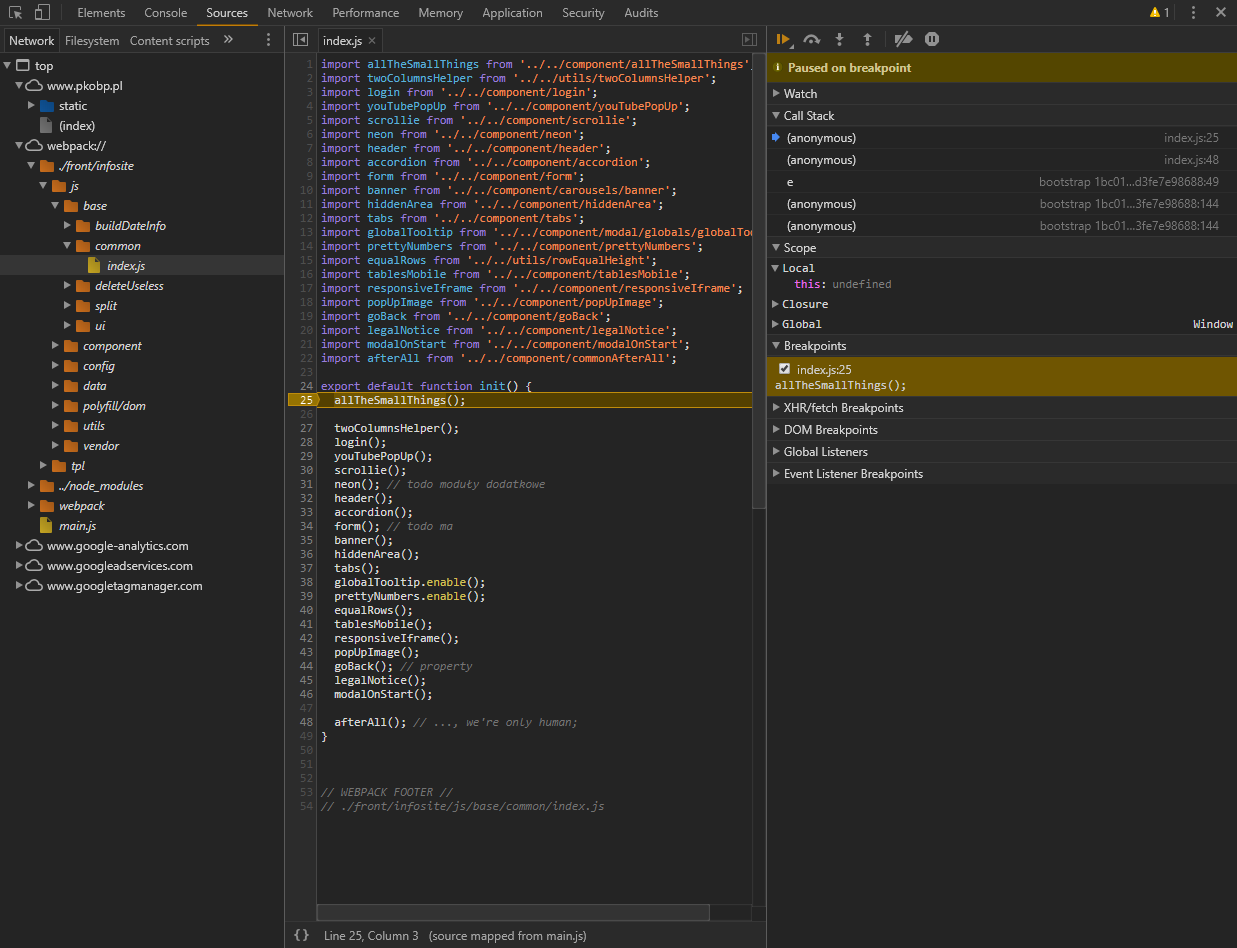 Elements Console Sources Network Performance Memory Application Security Audits 1
Network Filesystem Content scripts »
top
www.pkobp.pl
static
(index)
webpack://
./front/infosite
js
base
buildDateInfo
common
index.js
deleteUseless
split
ui
component
config
data
polyfill/dom
utils
vendor
tpl
../node_modules
webpack
main.js
www.google-analytics.com
www.googleadservices.com
www.googletagmanager.com
index.js ×
1 import allTheSmallThings from '../../component/allTheSmallThings'
2 import twoColumnsHelper from '../../utils/twoColumnsHelper';
3 import login from '../../component/login';
4 import youTubePopUp from '../../component/youTubePopUp';
5 import scrollie from '../../component/scrollie';
6 import neon from '../../component/neon';
7 import header from '../../component/header';
8 import accordion from '../../component/accordion';
9 import form from '../../component/form';
10 import banner from '../../component/carousels/banner';
11 import hiddenArea from '../../component/hiddenArea';
12 import tabs from '../../component/tabs';
13 import globalTooltip from '../../component/modal/globals/globalToo
14 import prettyNumbers from '../../component/prettyNumbers';
15 import equalRows from '../../utils/rowEqualHeight';
16 import tablesMobile from '../../component/tablesMobile';
17 import responsiveIframe from '../../component/responsiveIframe';
18 import popUpImage from '../../component/popUpImage';
19 import goBack from '../../component/goBack';
20 import legalNotice from '../../component/legalNotice';
21 import modalOnStart from '../../component/modalOnStart';
22 import afterAll from '../../component/commonAfterAll';
23
24 export default function init() {
25 allTheSmallThings();
26
27 twoColumnsHelper();
28 login();
29 youTubePopUp();
30 scrollie();
31 neon(); // todo moduły dodatkowe
32 header();
33 accordion();
34 form(); // todo ma
35 banner();
36 hiddenArea();
37 tabs();
38 globalTooltip.enable();
39 prettyNumbers.enable();
40 equalRows();
41 tablesMobile();
42 responsiveIframe();
43 popUpImage();
44 goBack(); // property
45 legalNotice();
46 modalOnStart();
47
48 afterAll(); // ..., we're only human;
49 }
50
51
52
53 // WEBPACK FOOTER //
54 // ./front/infosite/js/base/common/index.js
{} Line 25, Column 3 (source mapped from main.js)
Paused on breakpoint
Watch
Call Stack
(anonymous) index.js:25
(anonymous) index.js:48
e bootstrap 1bc01…d3fe7e98688:49
(anonymous) bootstrap 1bc01…3fe7e98688:144
(anonymous) bootstrap 1bc01…3fe7e98688:144
Scope
Local
this: undefined
Closure
Global Window
Breakpoints
index.js:25
allTheSmallThings();
XHR/fetch Breakpoints
DOM Breakpoints
Global Listeners
Event Listener Breakpoints